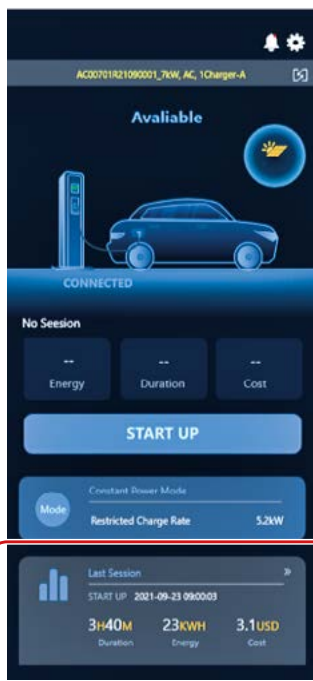 AC00701R21090001_7kW, AC, 1Charger-A
Avaliable
CONNECTED
No Seesion
-- -- --
Energy Duration Cost
START UP
Mode
Constant Power Mode
Restricted Charge Rate 5.2kW
Last Session »
START UP 2021-09-23 09:00:03
3H40M 23KWH 3.1USD
Duration Energy Cost